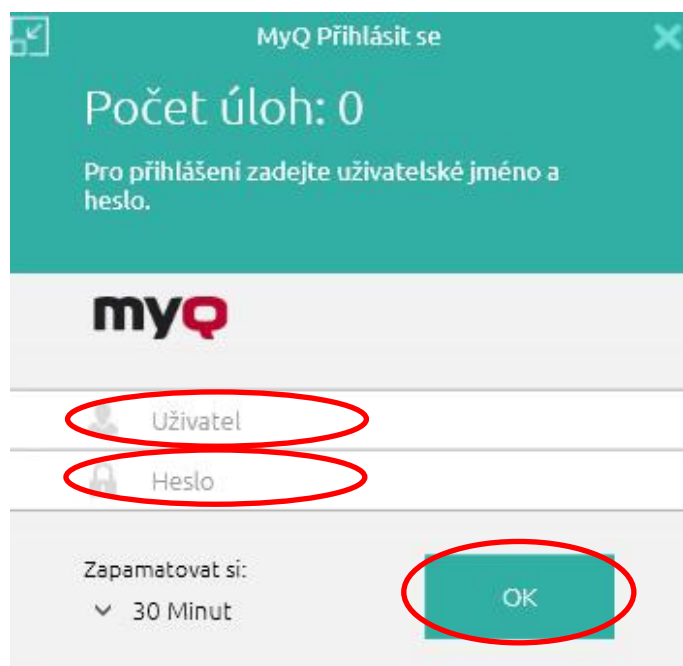 MyQ Přihlásit se
Počet úloh: 0
Pro přihlášení zadejte uživatelské jméno a
heslo.
myQ
Uživatel
Heslo
Zapamatovat si:
30 Minut
OK